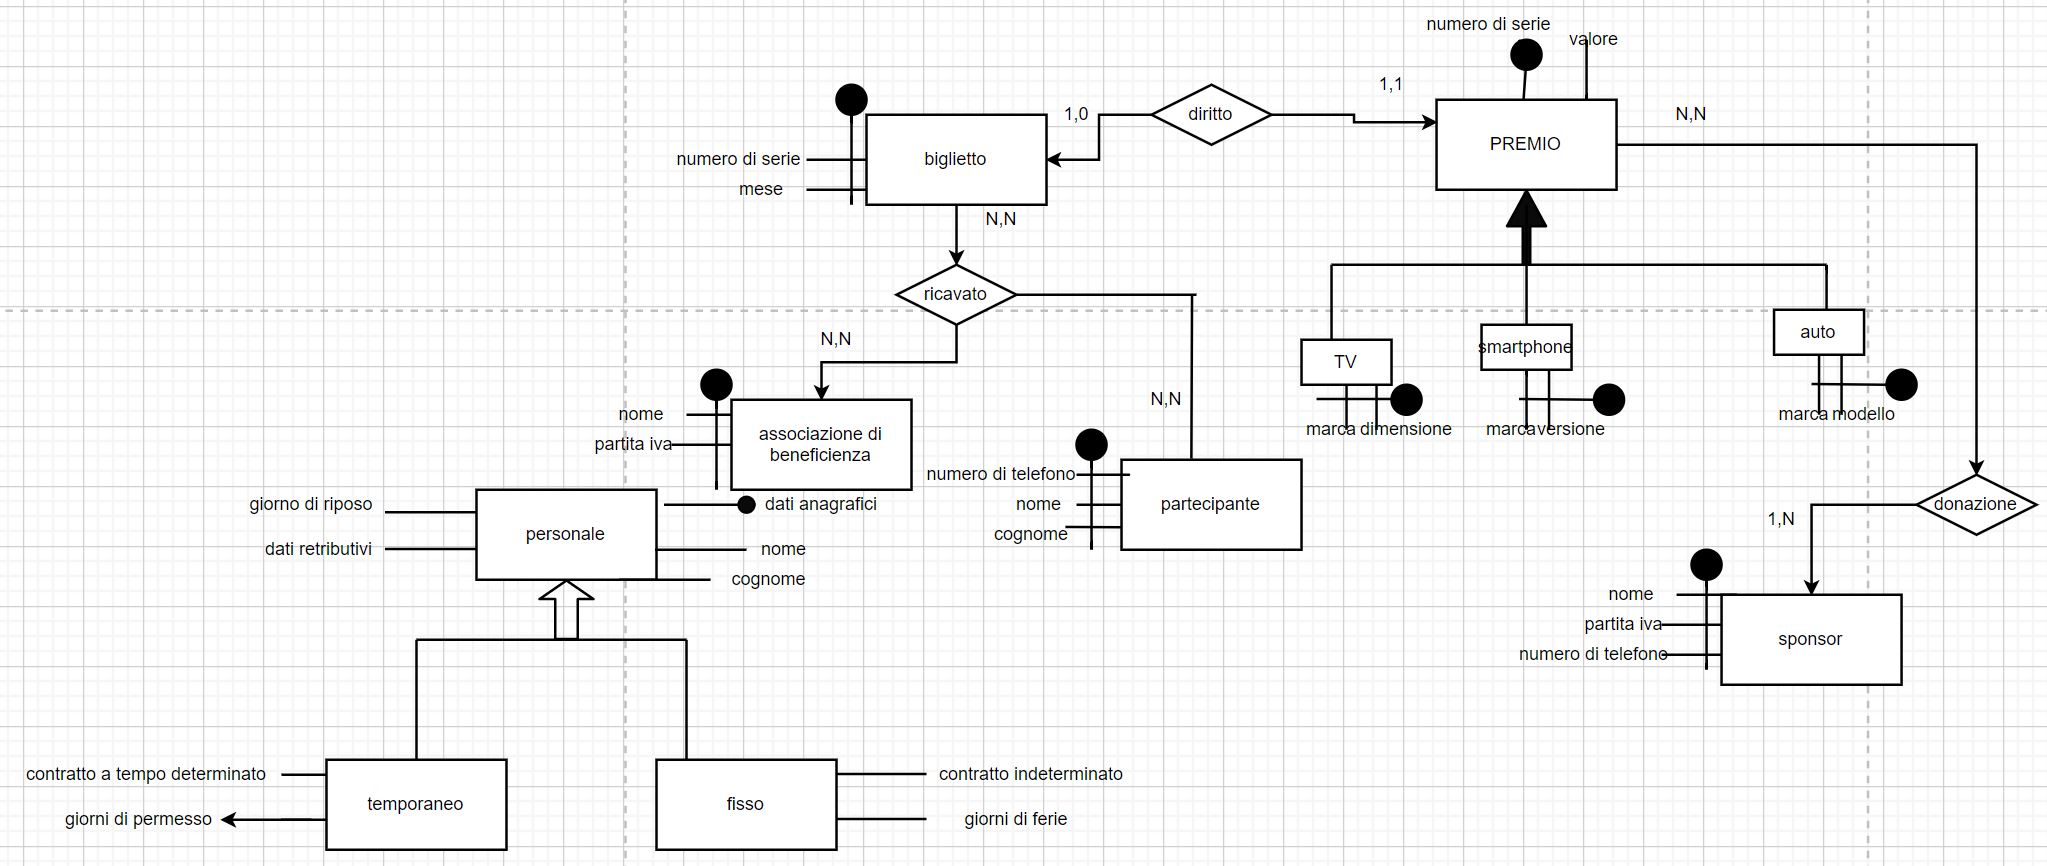 numero di serie
valore
1,1
1,0
diritto
N,N
PREMIO
biglietto
numero di serie
mese
N,N
ricavato
N,N
TV
smartphone
auto
marca dimensione
marca versione
marca modello
nome
partita iva
associazione di
beneficienza
N,N
numero di telefono
nome
cognome
partecipante
giorno di riposo
dati retributivi
personale
dati anagrafici
nome
cognome
donazione
1,N
nome
partita iva
numero di telefono
sponsor
contratto a tempo determinato
giorni di permesso
temporaneo
fisso
contratto indeterminato
giorni di ferie